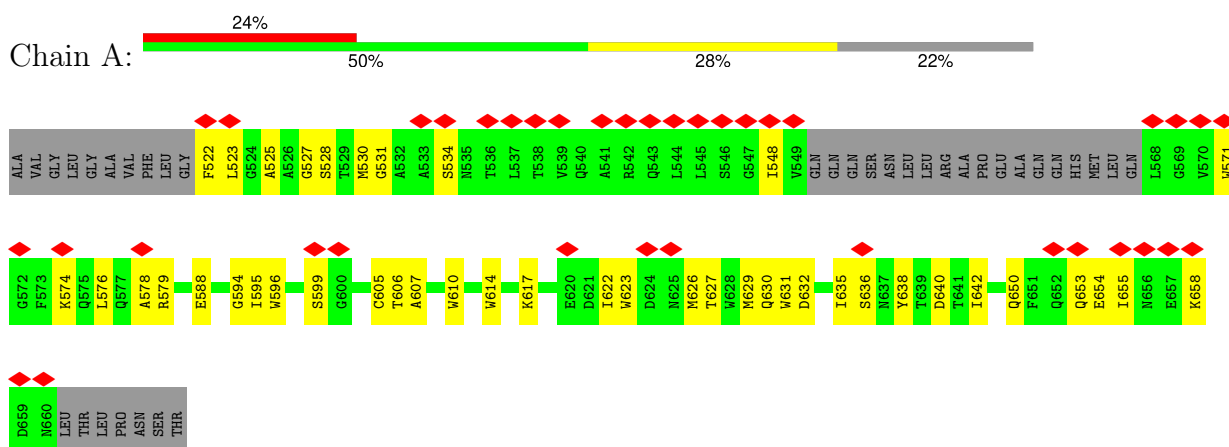 24%
Chain A:
50% 28% 22%
ALA VAL GLY LEU GLY ALA VAL PHE LEU GLY F522 L523 G524 A525 A526 G527 S528 T529 M530 G531 A532 A533 S534 N535 T536 L537 T538 V539 Q540 A541 R542 Q543 L544 L545 S546 G547 I548 V549 GLN GLN GLN SER ASN LEU LEU ARG ALA PRO GLU ALA GLN GLN HIS MET LEU GLN L568 G569 V570 W571
G572 F573 K574 Q575 L576 Q577 A578 R579 E588 G594 I595 W596 S599 G600 C605 T606 A607 W610 W614 K617 E620 D621 I622 W623 D624 N625 M626 T627 W628 M629 Q630 W631 D632 I635 S636 N637 Y638 T639 D640 T641 I642 Q650 F651 Q652 Q653 E654 I655 N656 E657 K658
D659 N660 LEU THR LEU PRO ASN SER THR